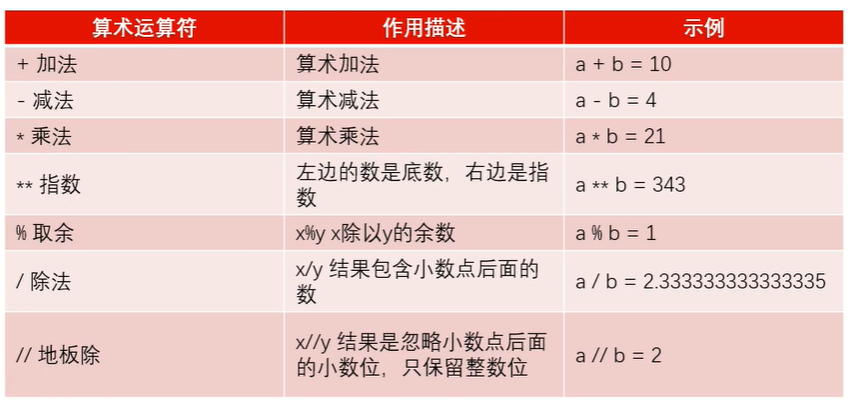 算术运算符 作用描述 示例
+ 加法 算术加法 a + b = 10
- 减法 算术减法 a - b = 4
* 乘法 算术乘法 a * b = 21
** 指数 左边的数是底数，右边是指
数 a ** b = 343
% 取余 x%y x除以y的余数 a % b = 1
/ 除法 x/y 结果包含小数点后面的
数 a / b = 2.333333333333335
// 地板除 x//y 结果是忽略小数点后面
的小数位，只保留整数位 a // b = 2